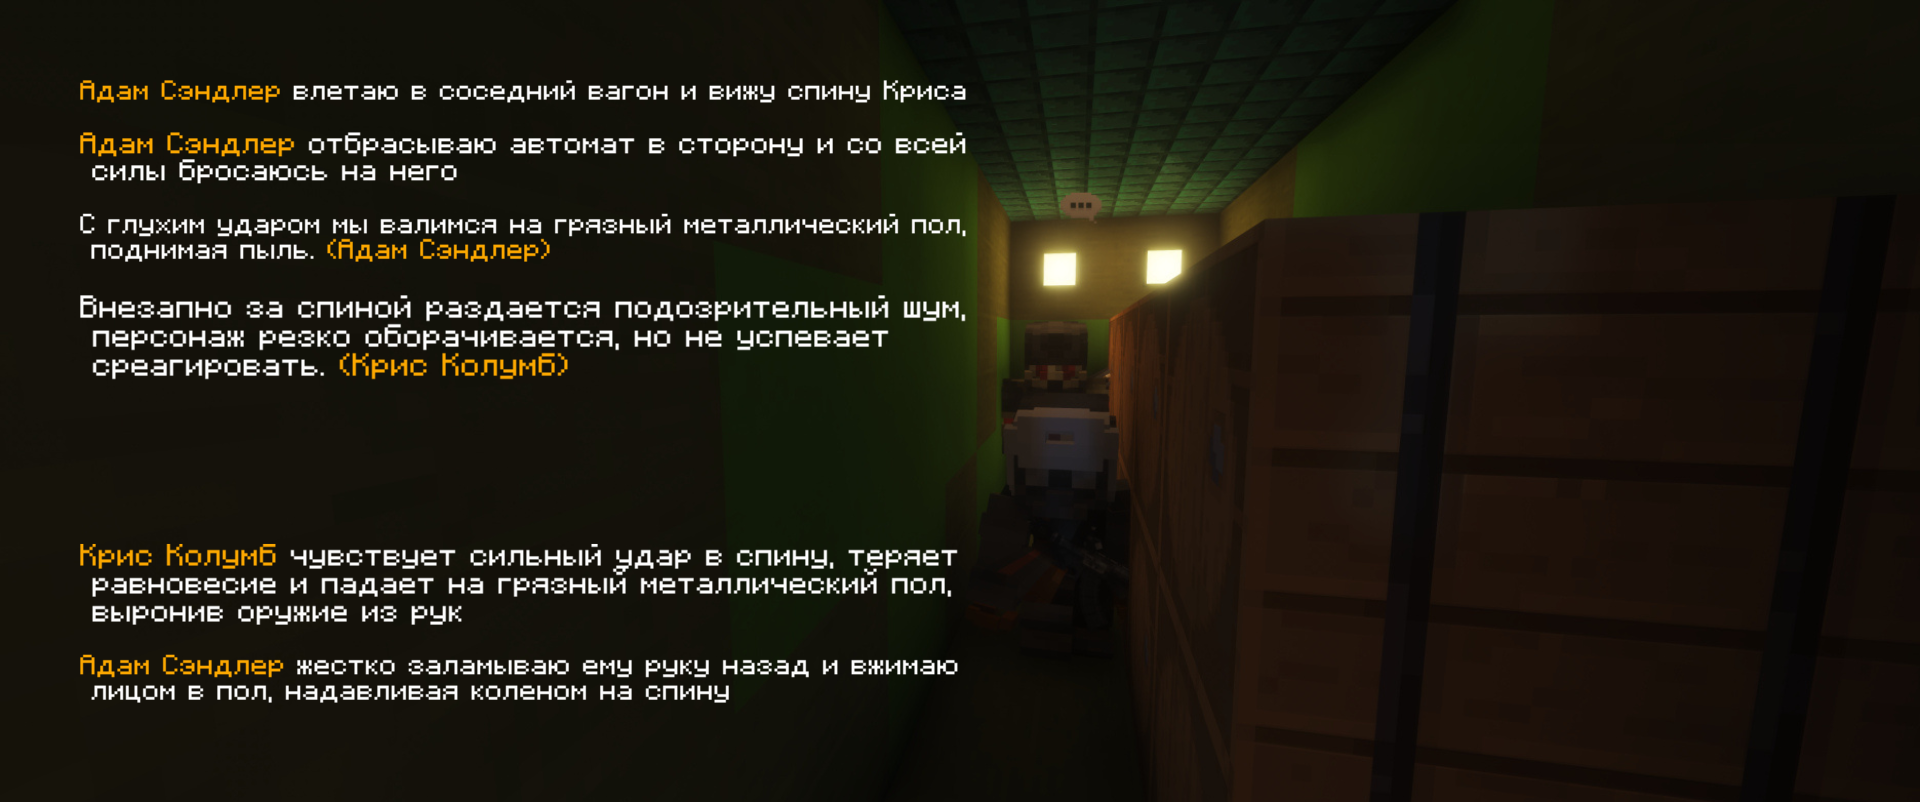 Адам Сэндлер влетаю в соседний вагон и вижу спину Криса
Адам Сэндлер отбрасываю автомат в сторону и со всей
силы бросаюсь на него
С глухим ударом мы валимся на грязный металлический пол,
поднимая пыль. (Адам Сэндлер)
Внезапно за спиной раздается подозрительный шум,
персонаж резко оборачивается, но не успевает
среагировать. (Крис Колумб)
Крис Колумб чувствует сильный удар в спину, теряет
равновесие и падает на грязный металлический пол,
выронив оружие из рук
Адам Сэндлер жестко заламываю ему руку назад и вжимаю
лицом в пол, надавливая коленом на спину